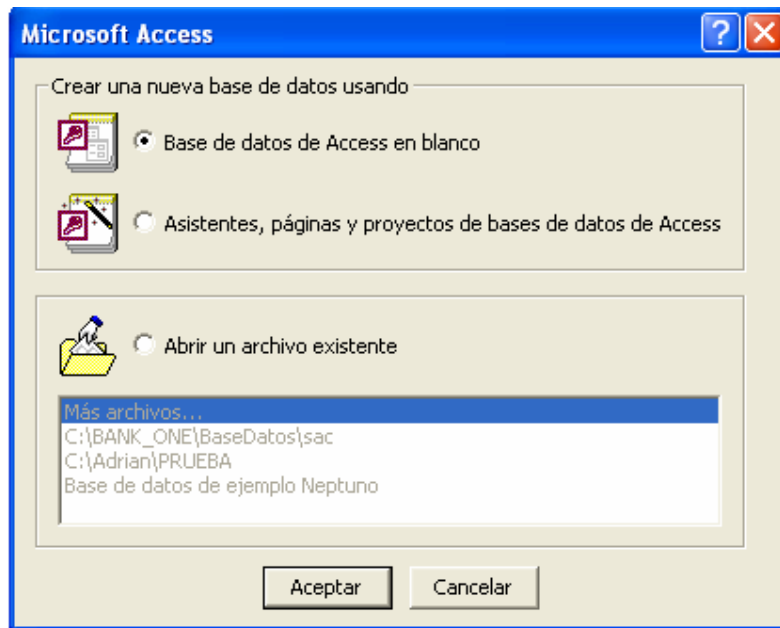 Microsoft Access
Crear una nueva base de datos usando
Base de datos de Access en blanco
Asistentes, páginas y proyectos de bases de datos de Access
Abrir un archivo existente
Más archivos...
C:\BANK_ONE\BaseDatos\sac
C:\Adrian\PRUEBA
Base de datos de ejemplo Neptuno
Aceptar
Cancelar